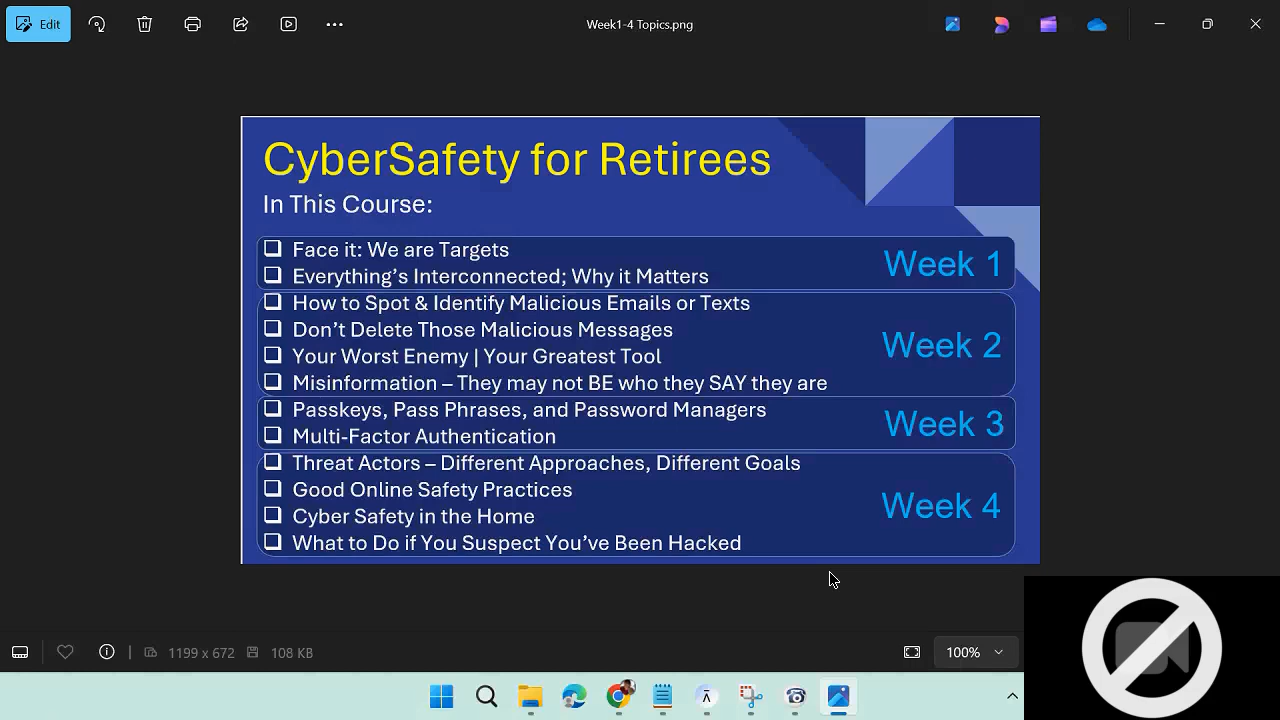 Edit
Week1-4 Topics.png
CyberSafety for Retirees
In This Course:
❑ Face it: We are Targets
❑ Everything’s Interconnected; Why it Matters
Week 1
❑ How to Spot & Identify Malicious Emails or Texts
❑ Don’t Delete Those Malicious Messages
❑ Your Worst Enemy | Your Greatest Tool
❑ Misinformation – They may not BE who they SAY they are
Week 2
❑ Passkeys, Pass Phrases, and Password Managers
❑ Multi-Factor Authentication
Week 3
❑ Threat Actors – Different Approaches, Different Goals
❑ Good Online Safety Practices
❑ Cyber Safety in the Home
❑ What to Do if You Suspect You’ve Been Hacked
Week 4
1199 x 672
108 KB
100%